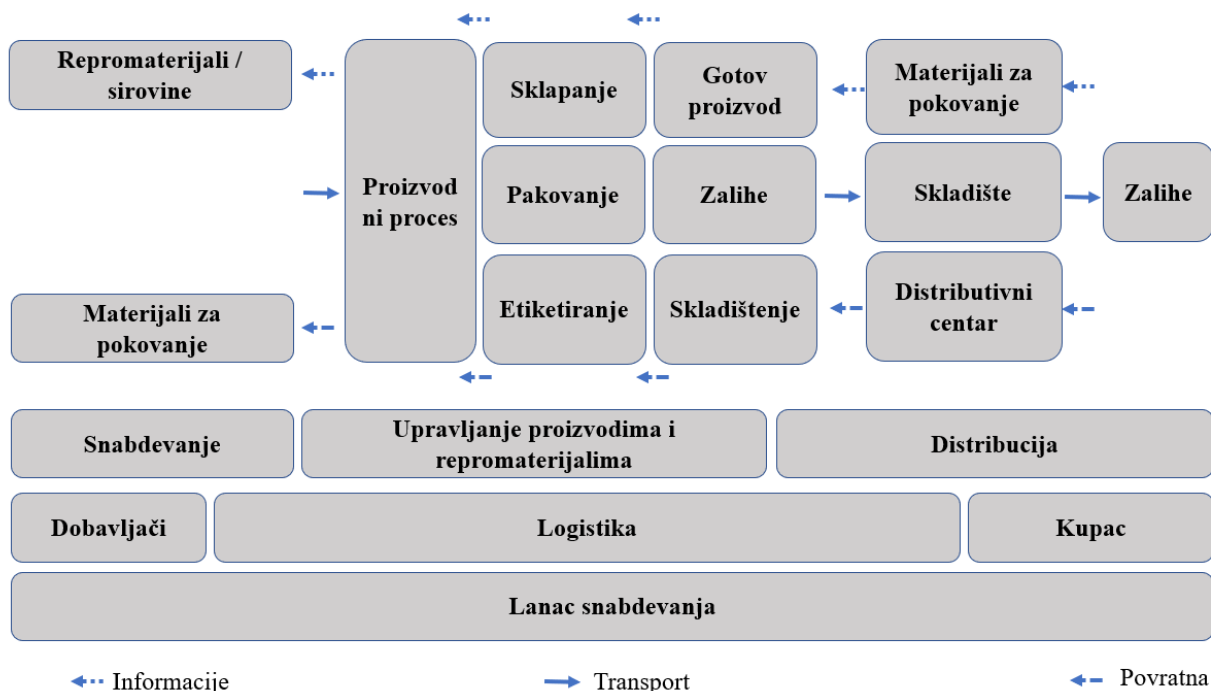 Repromaterijali /
sirovine
Materijali za
pokovanje
Proizvod
ni proces
Sklapanje
Pakovanje
Etiketiranje
Gotov
proizvod
Zalihe
Skladištenje
Materijali za
pokovanje
Skladište
Distributivni
centar
Zalihe
Snabdevanje
Upravljanje proizvodima i
repromaterijalima
Distribucija
Dobavljači
Logistika
Kupac
Lanac snabdevanja
Informacije
Transport
Povratna